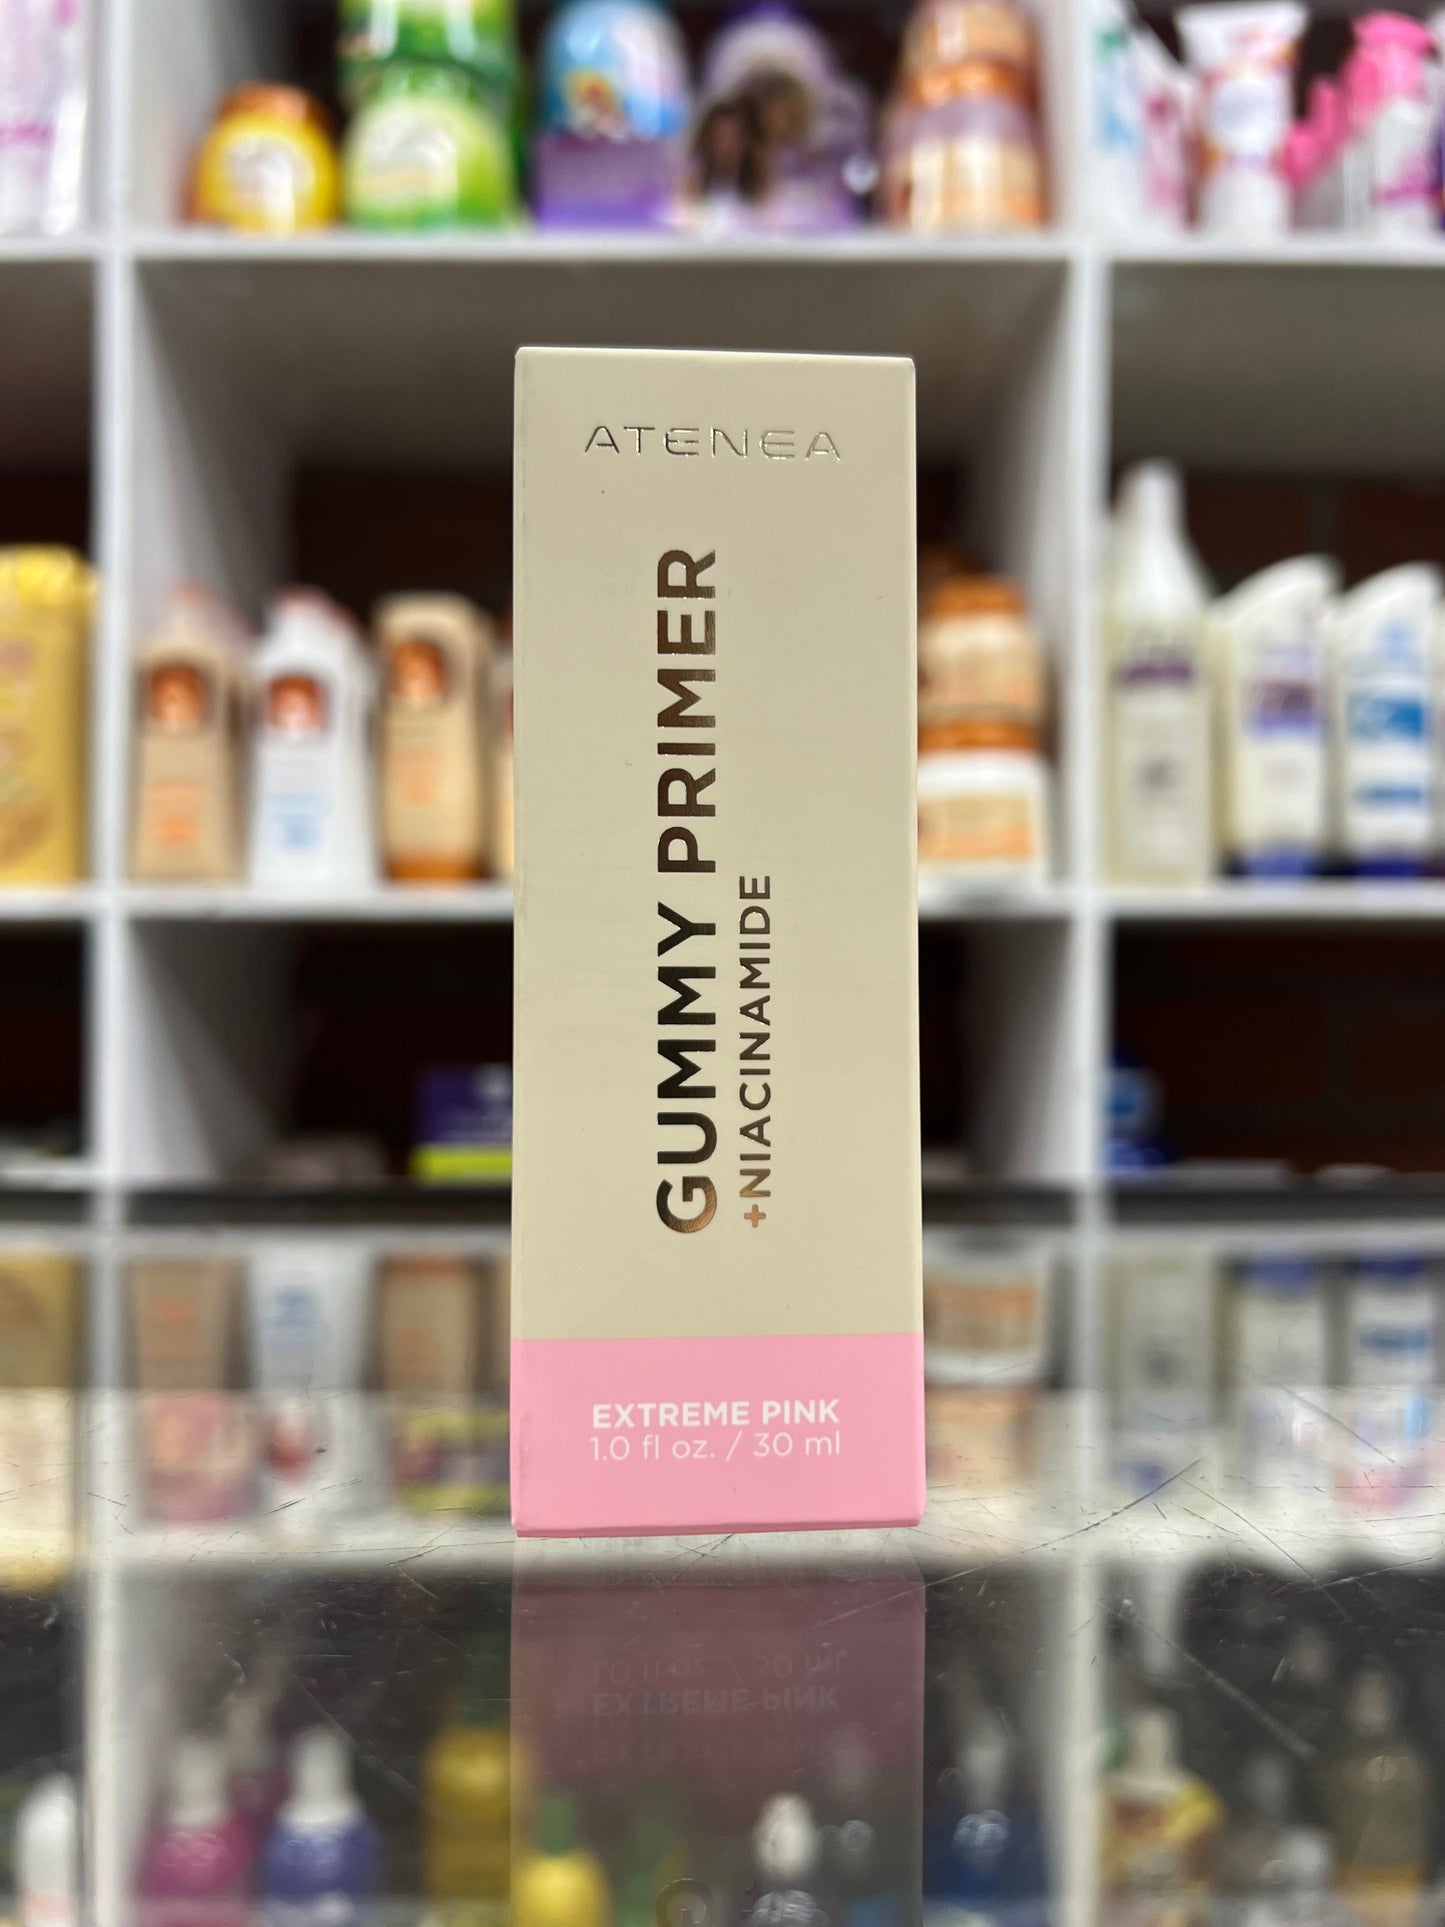 ATENEA
GUMMY PRIMER
+NIACINAMIDE
EXTREME PINK
1.0 fl oz. / 30 ml